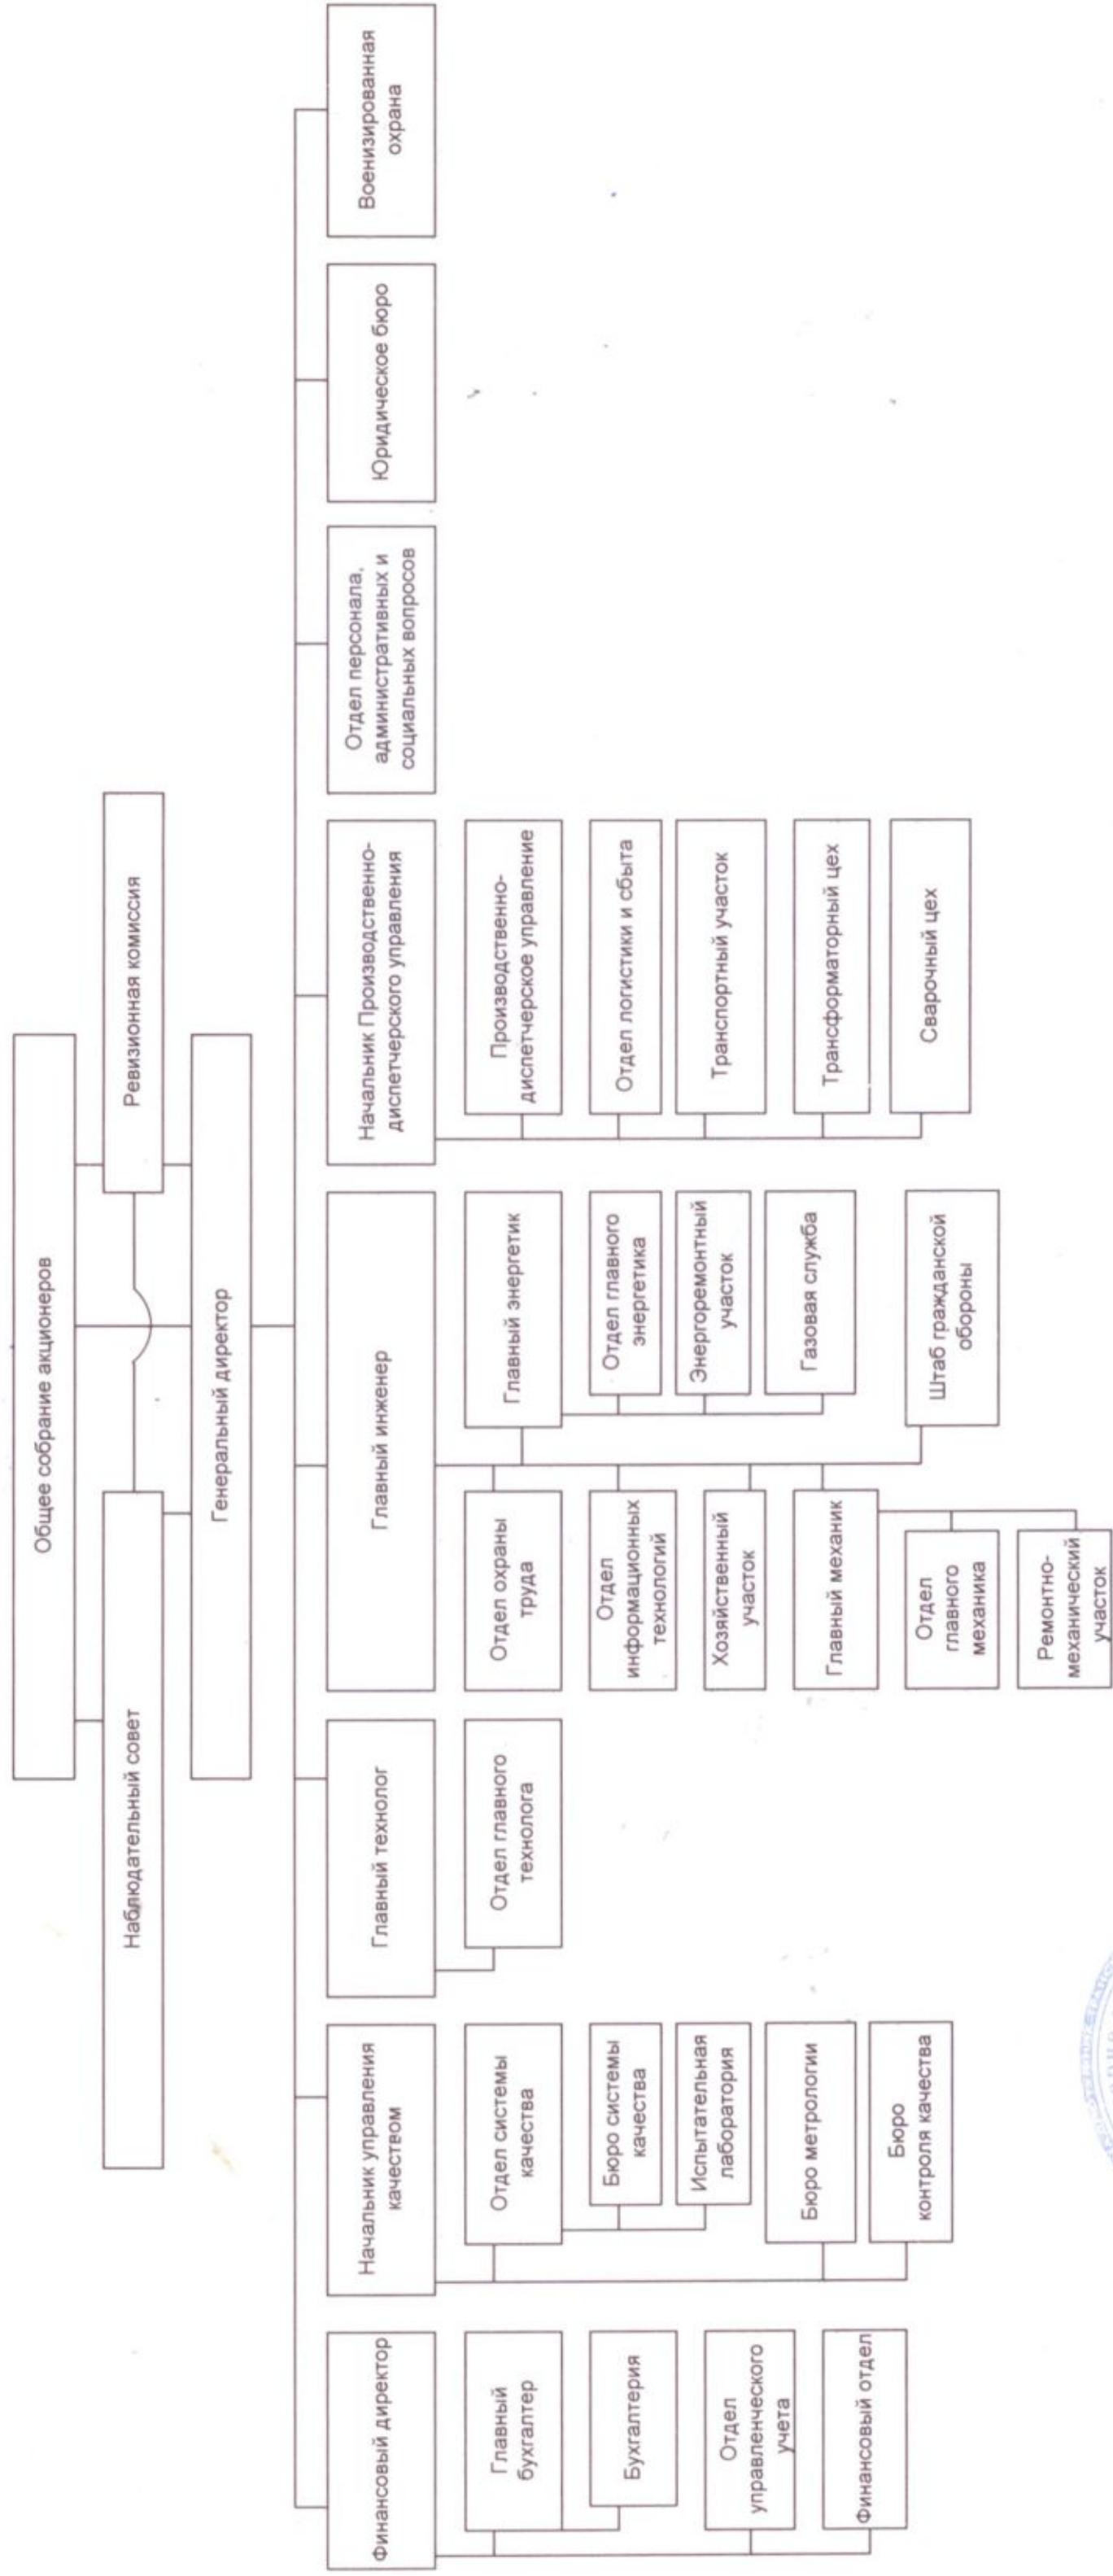 Общее собрание акционеров
Наблюдательный совет
Ревизионная комиссия
Генеральный директор
Финансовый директор
Начальник управления
качеством
Главный технолог
Главный инженер
Начальник Производственно-
диспетчерского управления
Отдел персонала,
административных и
социальных вопросов
Юридическое бюро
Военизированная
охрана
Главный
бухгалтер
Бухгалтерия
Отдел
управленческого
учета
Финансовый отдел
Отдел системы
качества
Бюро системы
качества
Испытательная
лаборатория
Бюро метрологии
Бюро
контроля качества
Отдел главного
технолога
Отдел охраны
труда
Отдел
информационных
технологий
Хозяйственный
участок
Главный механик
Отдел
главного
механика
Ремонтно-
механический
участок
Главный энергетик
Отдел главного
энергетика
Энергоремонтный
участок
Газовая служба
Штаб гражданской
обороны
Производственно-
диспетчерское управление
Отдел логистики и сбыта
Транспортный участок
Трансформаторный цех
Сварочный цех